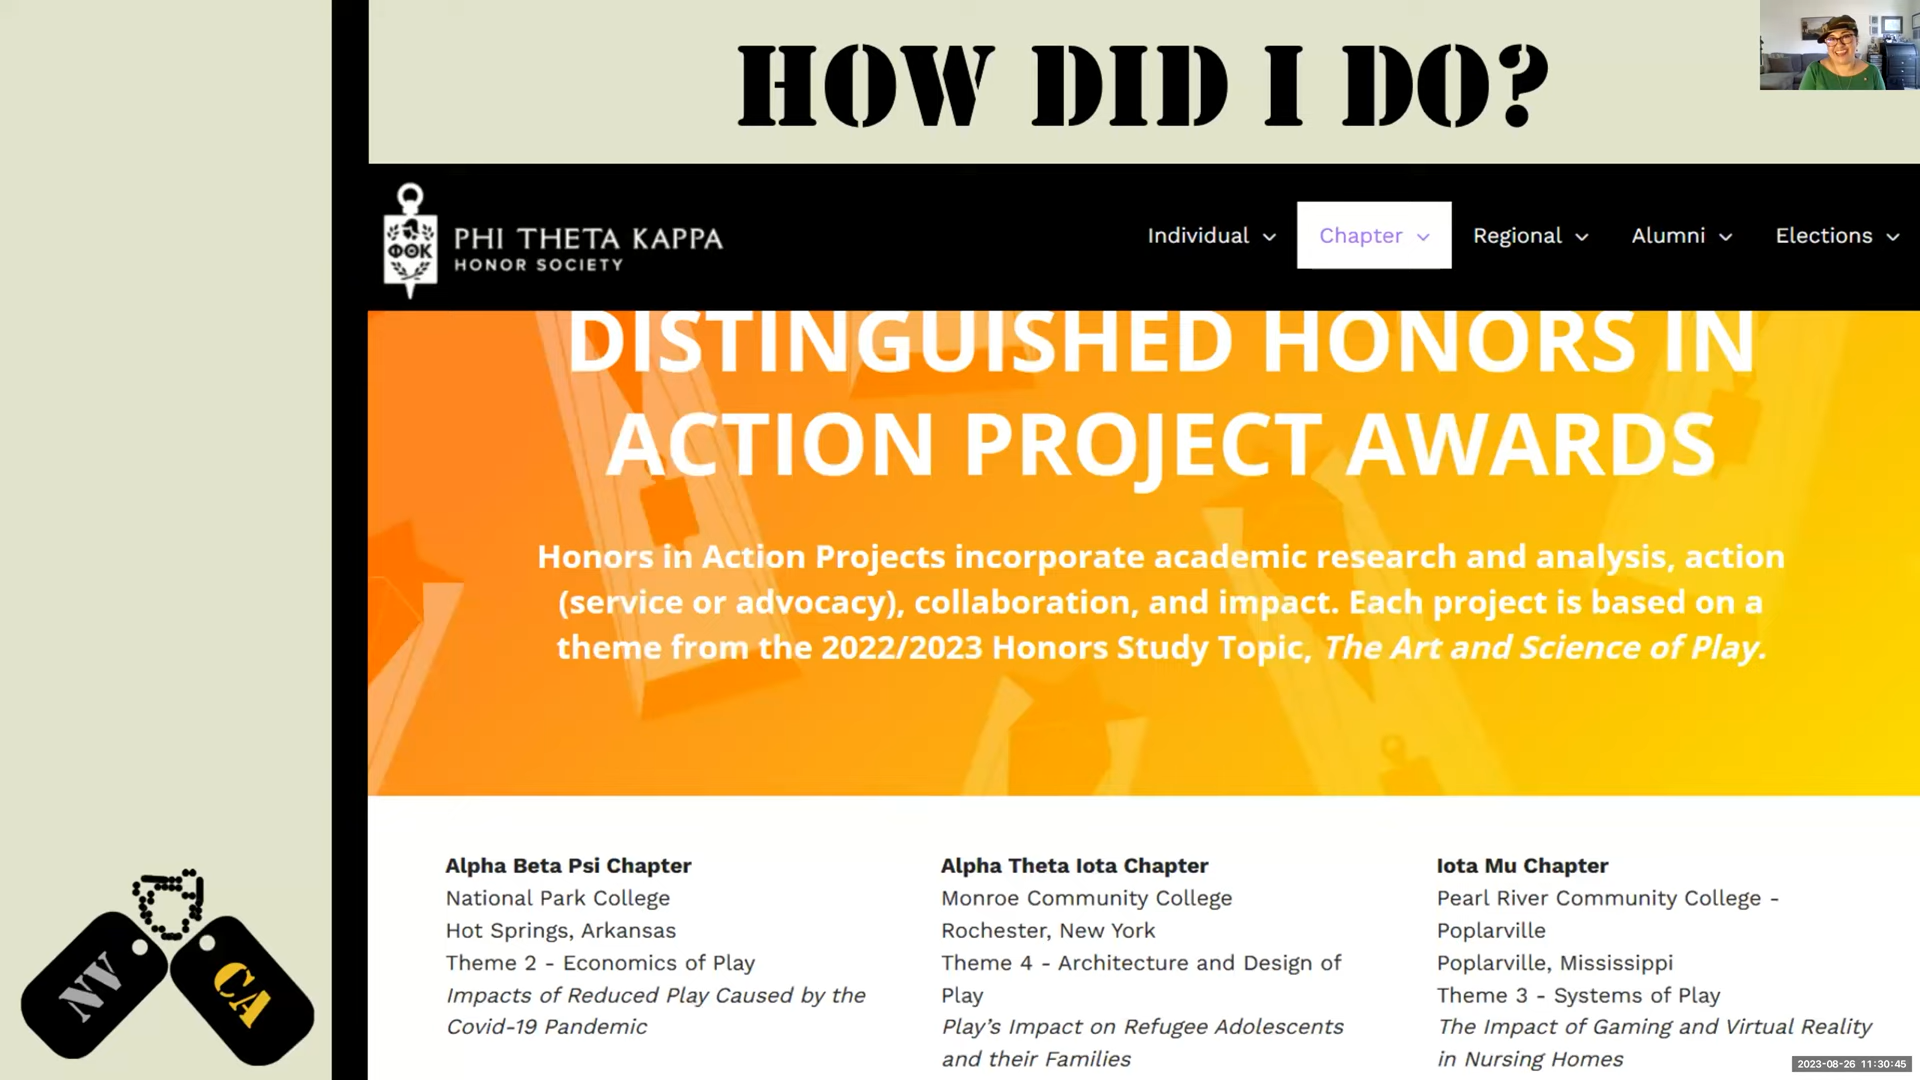 HOW DID I DO?
PHI THETA KAPPA
HONOR SOCIETY
ΦΘΚ
Individual
Chapter
Regional
Alumni
Elections
DISTINGUISHED HONORS IN
ACTION PROJECT AWARDS
Honors in Action Projects incorporate academic research and analysis, action
(service or advocacy), collaboration, and impact. Each project is based on a
theme from the 2022/2023 Honors Study Topic, The Art and Science of Play.
Alpha Beta Psi Chapter
National Park College
Hot Springs, Arkansas
Theme 2 - Economics of Play
Impacts of Reduced Play Caused by the
Covid-19 Pandemic
Alpha Theta Iota Chapter
Monroe Community College
Rochester, New York
Theme 4 - Architecture and Design of
Play
Play's Impact on Refugee Adolescents
and their Families
Iota Mu Chapter
Pearl River Community College -
Poplarville
Poplarville, Mississippi
Theme 3 - Systems of Play
The Impact of Gaming and Virtual Reality
in Nursing Homes
NV
CA
2023-08-26 11:30:45